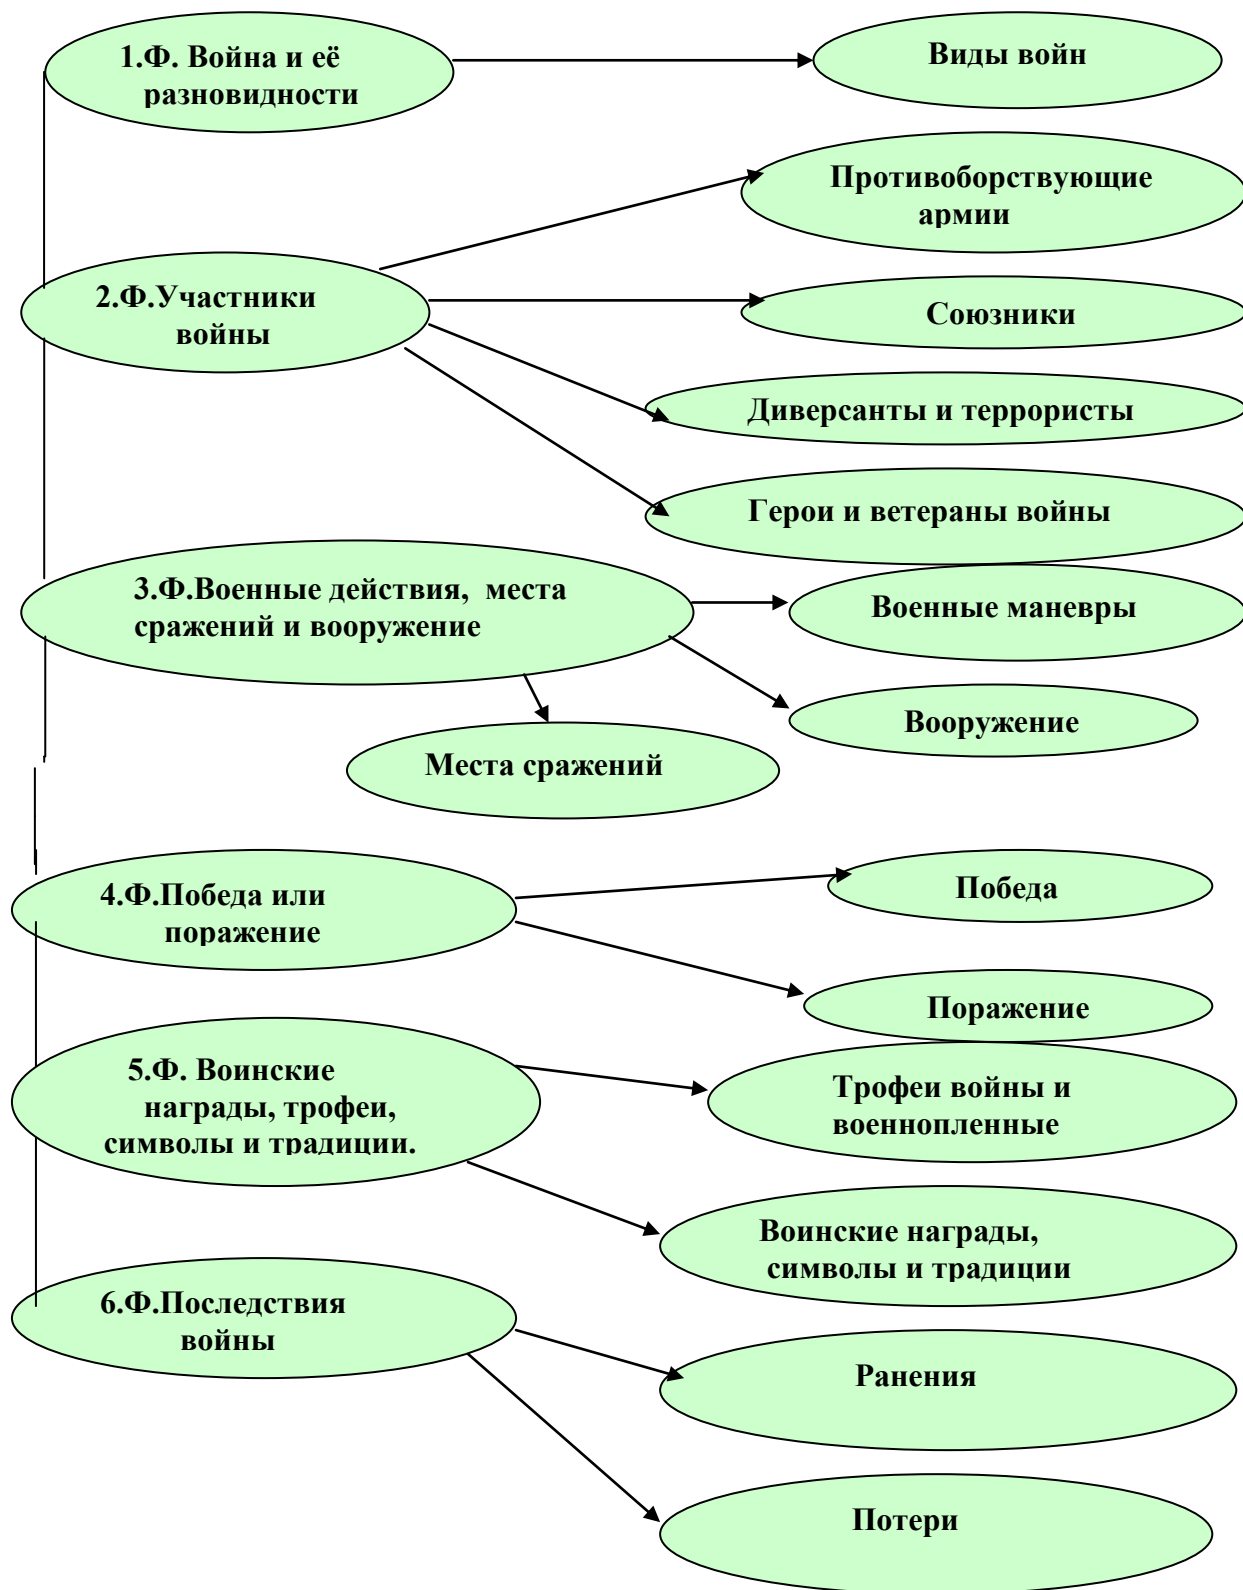 1.Ф. Война и её
разновидности
Виды войн
Противоборствующие
армии
2.Ф.Участники
войны
Союзники
Диверсанты и террористы
Герои и ветераны войны
3.Ф.Военные действия, места
сражений и вооружение
Военные маневры
Вооружение
Места сражений
4.Ф.Победа или
поражение
Победа
Поражение
5.Ф. Воинские
награды, трофеи,
символы и традиции.
Трофеи войны и
военнопленные
Воинские награды,
символы и традиции
6.Ф.Последствия
войны
Ранения
Потери